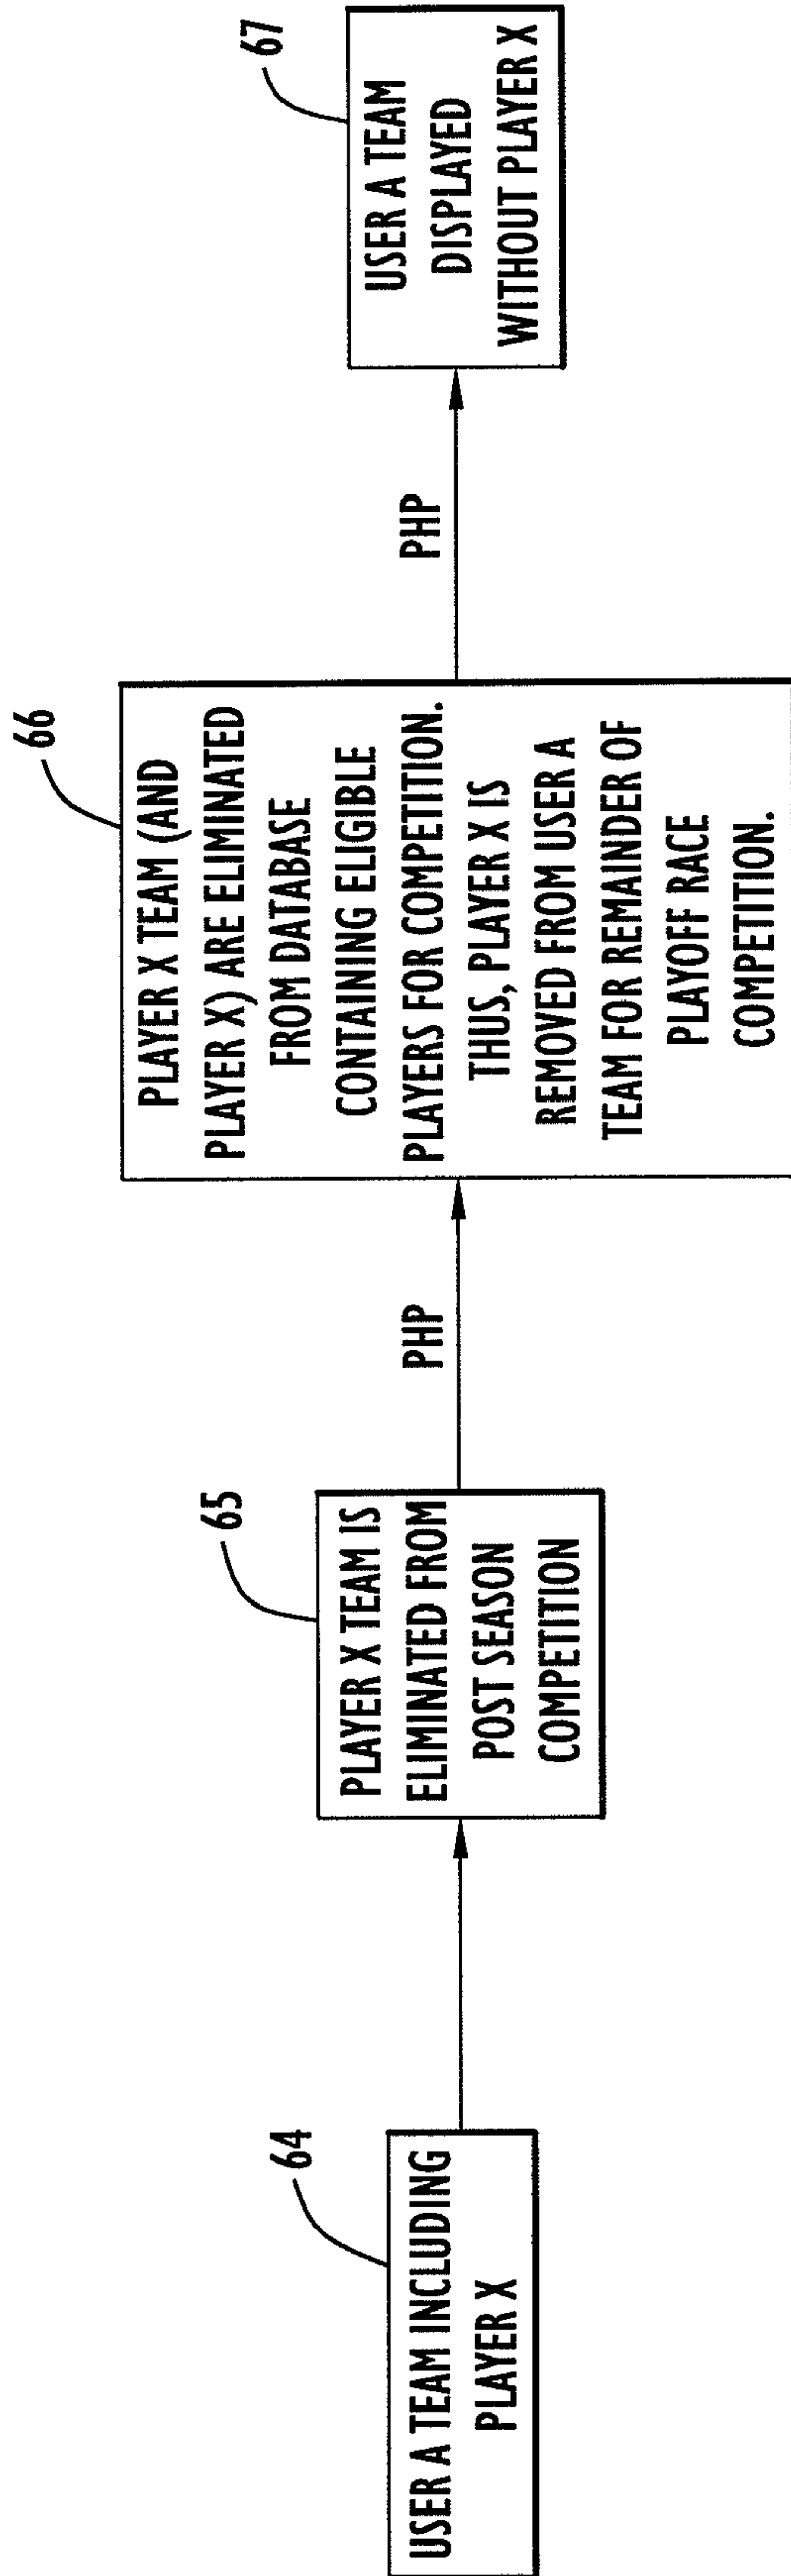 64
USER A TEAM INCLUDING
PLAYER X
65
PLAYER X TEAM IS
ELIMINATED FROM
POST SEASON
COMPETITION
PHP
66
PLAYER X TEAM (AND
PLAYER X) ARE ELIMINATED
FROM DATABASE
CONTAINING ELIGIBLE
PLAYERS FOR COMPETITION.
THUS, PLAYER X IS
REMOVED FROM USER A
TEAM FOR REMAINDER OF
PLAYOFF RACE
COMPETITION.
PHP
67
USER A TEAM
DISPLAYED
WITHOUT PLAYER X